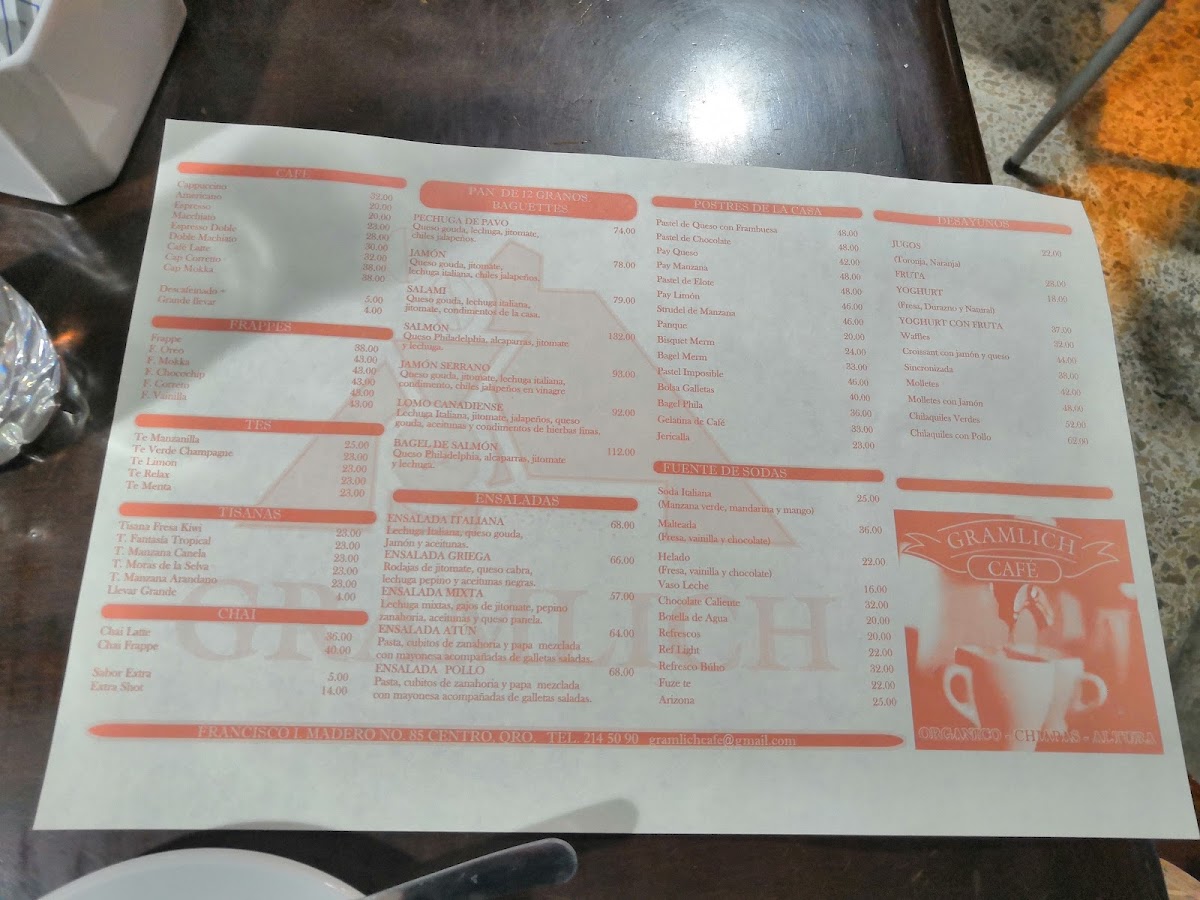 CAFÉ
Cappuccino 32.00
Americano 20.00
Espresso 20.00
Macchiato 23.00
Espresso Doble 28.00
Doble Machiato 30.00
Café Latte 32.00
Cap Corretto 38.00
Cap Mokka 38.00
Descafeinado = 5.00
Grande llevar 4.00
FRAPPES
Frappe 38.00
F. Oreo 43.00
F. Mokka 43.00
F. Chocochip 43.00
F. Correto 48.00
F. Vainilla 43.00
TES
Te Manzanilla 25.00
Te Verde Champagne 23.00
Te Limon 23.00
Te Relax 23.00
Te Menta 23.00
TISANAS
Tisana Fresa Kiwi 23.00
T. Fantasía Tropical 23.00
T. Manzana Canela 23.00
T. Moras de la Selva 23.00
T. Manzana Arandano 23.00
Llevar Grande 4.00
CHAI
Chai Latte 36.00
Chai Frappe 40.00
Sabor Extra 5.00
Extra Shot 14.00
PAN DE 12 GRANOS
BAGUETTES
PECHUGA DE PAVO 74.00
Queso gouda, lechuga, jitomate,
chiles jalapeños.
JAMÓN 78.00
Queso gouda, jitomate,
lechuga italiana, chiles jalapeños.
SALAMI 79.00
Queso gouda, lechuga italiana,
jitomate, condimentos de la casa.
SALMÓN 132.00
Queso Philadelphia, alcaparras, jitomate
y lechuga.
JAMÓN SERRANO 93.00
Queso gouda, jitomate, lechuga italiana,
condimento, chiles jalapeños en vinagre
LOMO CANADIENSE 92.00
Lechuga Italiana, jitomate, jalapeños, queso
gouda, aceitunas y condimentos de hierbas finas.
BAGEL DE SALMÓN 112.00
Queso Philadelphia, alcaparras, jitomate
y lechuga.
ENSALADAS
ENSALADA ITALIANA 68.00
Lechuga Italiana, queso gouda,
Jamón y aceitunas.
ENSALADA GRIEGA 66.00
Rodajas de jitomate, queso cabra,
lechuga pepino y aceitunas negras.
ENSALADA MIXTA 57.00
Lechuga mixtas, gajos de jitomate, pepino
zanahoria, aceitunas y queso panela.
ENSALADA ATÚN 64.00
Pasta, cubitos de zanahoria y papa mezclada
con mayonesa acompañadas de galletas saladas.
ENSALADA POLLO 68.00
Pasta, cubitos de zanahoria y papa mezclada
con mayonesa acompañadas de galletas saladas.
POSTRES DE LA CASA
Pastel de Queso con Frambuesa 48.00
Pastel de Chocolate 48.00
Pay Queso 42.00
Pay Manzana 48.00
Pastel de Elote 48.00
Pay Limón 46.00
Strudel de Manzana 46.00
Panque 20.00
Bisquet Merm 24.00
Bagel Merm 33.00
Pastel Imposible 46.00
Bolsa Galletas 40.00
Bagel Phila 36.00
Gelatina de Café 33.00
Jericalla 23.00
FUENTE DE SODAS
Soda Italiana 25.00
(Manzana verde, mandarina y mango)
Malteada 36.00
(Fresa, vainilla y chocolate)
Helado 22.00
(Fresa, vainilla y chocolate)
Vaso Leche 16.00
Chocolate Caliente 32.00
Botella de Agua 20.00
Refrescos 20.00
Ref Light 22.00
Refresco Búho 32.00
Fuze te 22.00
Arizona 25.00
DESAYUNOS
JUGOS 22.00
(Toronja, Naranja)
FRUTA 28.00
YOGHURT 18.00
(Fresa, Durazno y Natural)
YOGHURT CON FRUTA 37.00
Waffles 32.00
Croissant con jamón y queso 44.00
Sincronizada 38.00
Molletes 42.00
Molletes con Jamón 48.00
Chilaquiles Verdes 52.00
Chilaquiles con Pollo 62.00
GRAMLICH
CAFÉ
ORGANICO - CHIAPAS - ALTURA
GRAMLICH
FRANCISCO I. MADERO NO. 85 CENTRO, QRO. TEL. 214 50 90 gramlichcafe@gmail.com